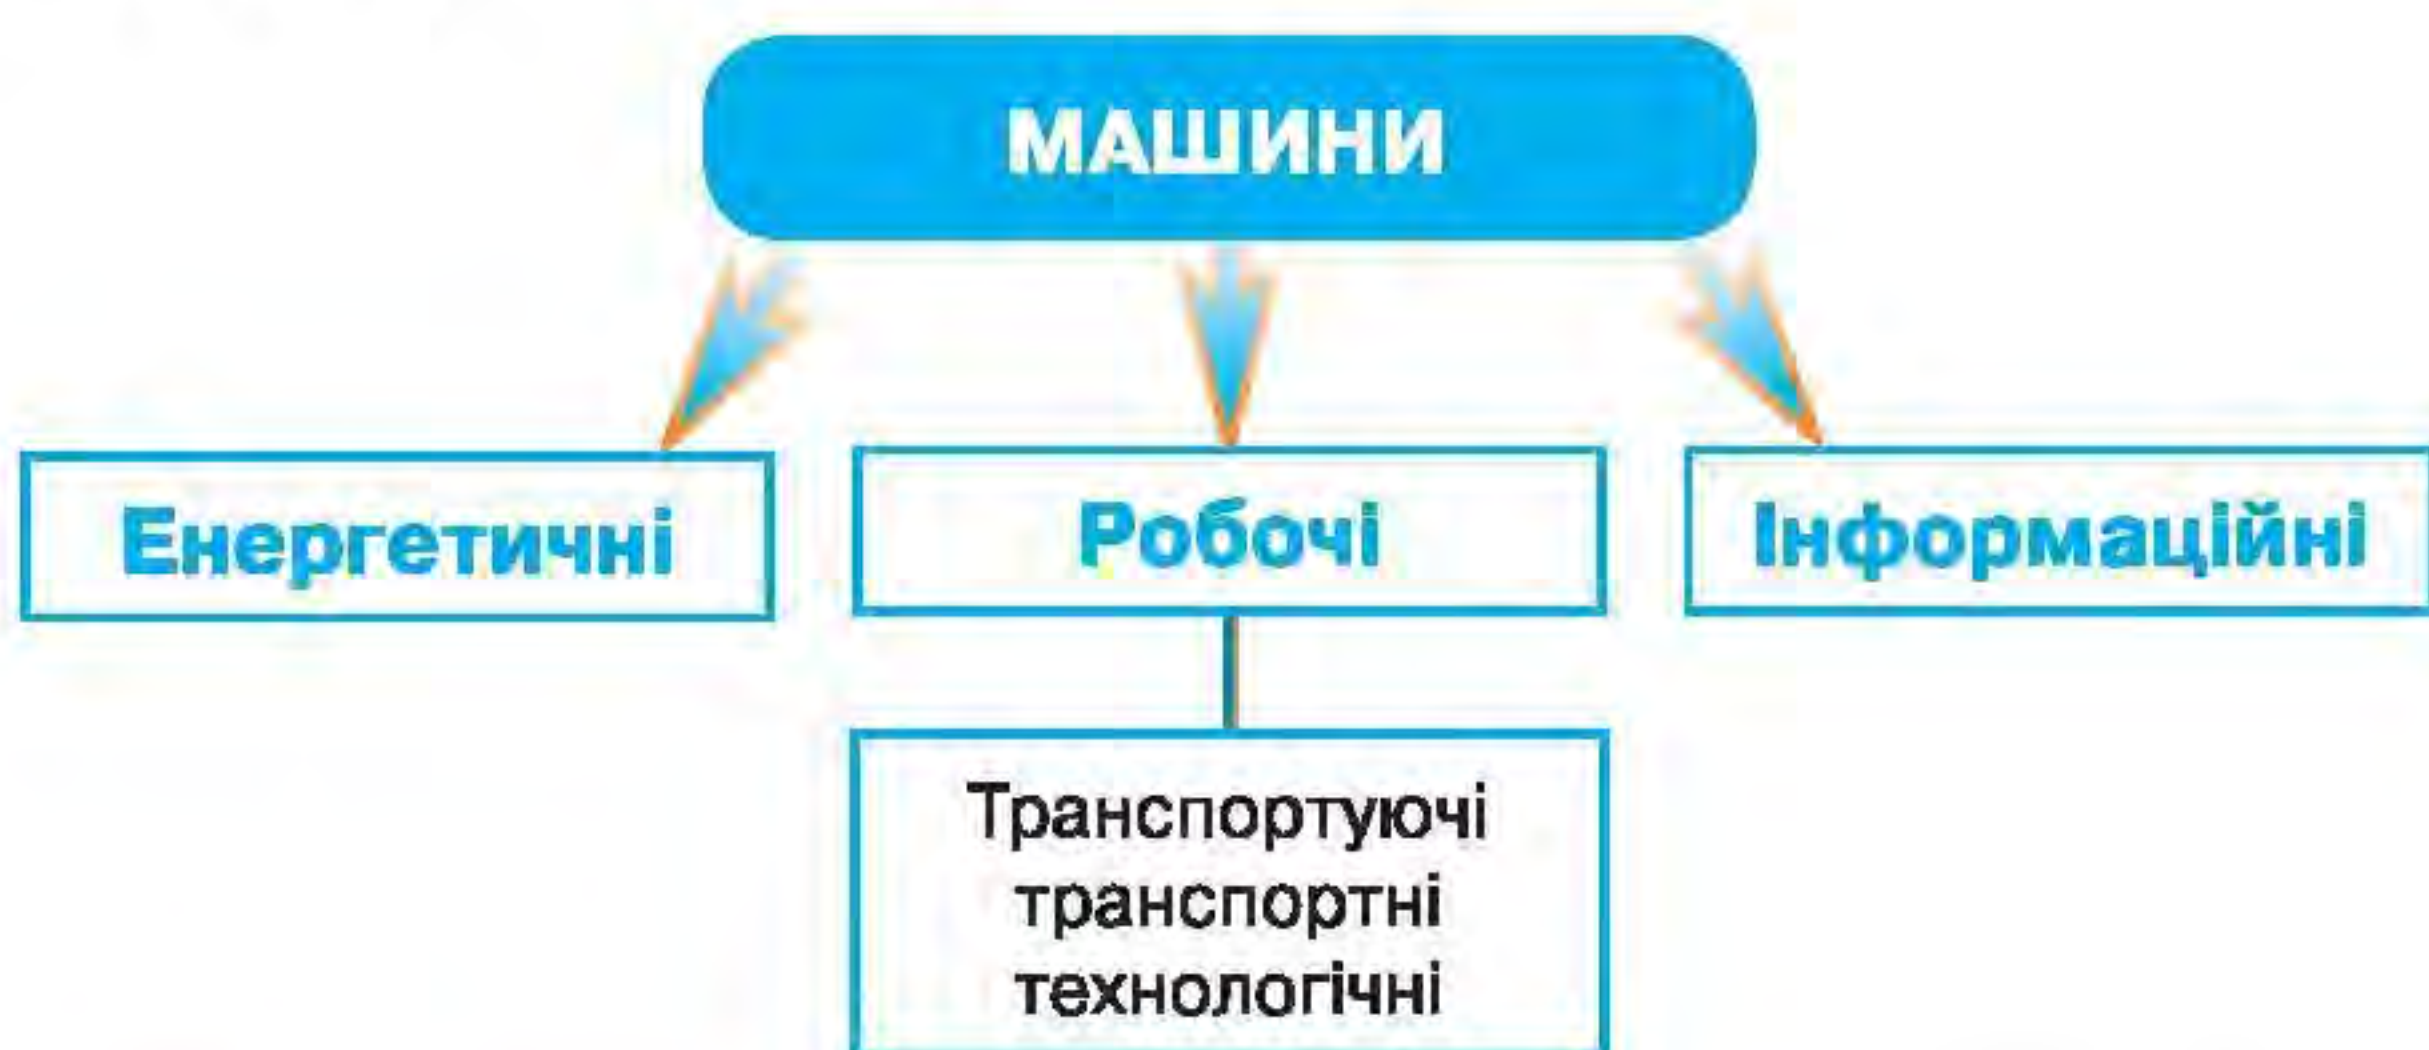 МАШИНИ
Енергетичні
Робочі
Інформаційні
Транспортуючі
транспортні
технологічні